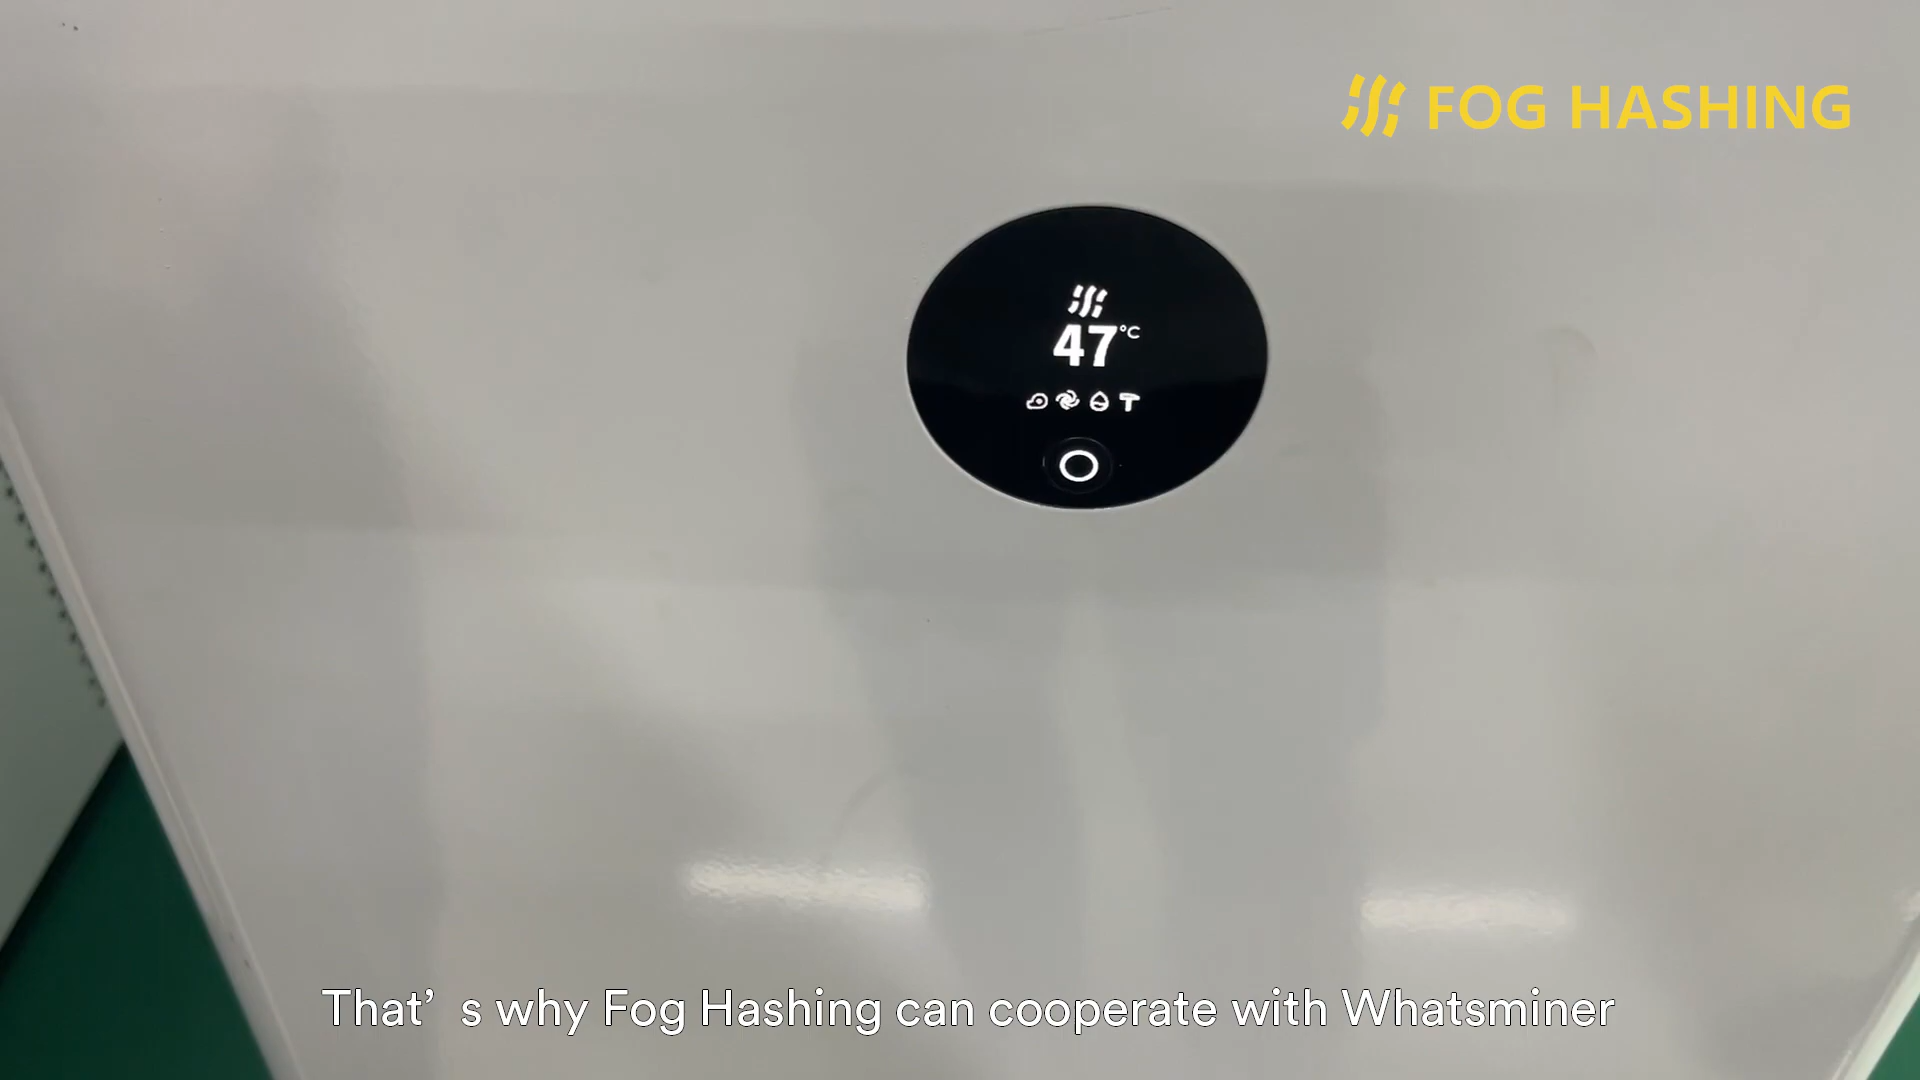 FOG HASHING
47°C
That’s why Fog Hashing can cooperate with Whatsminer